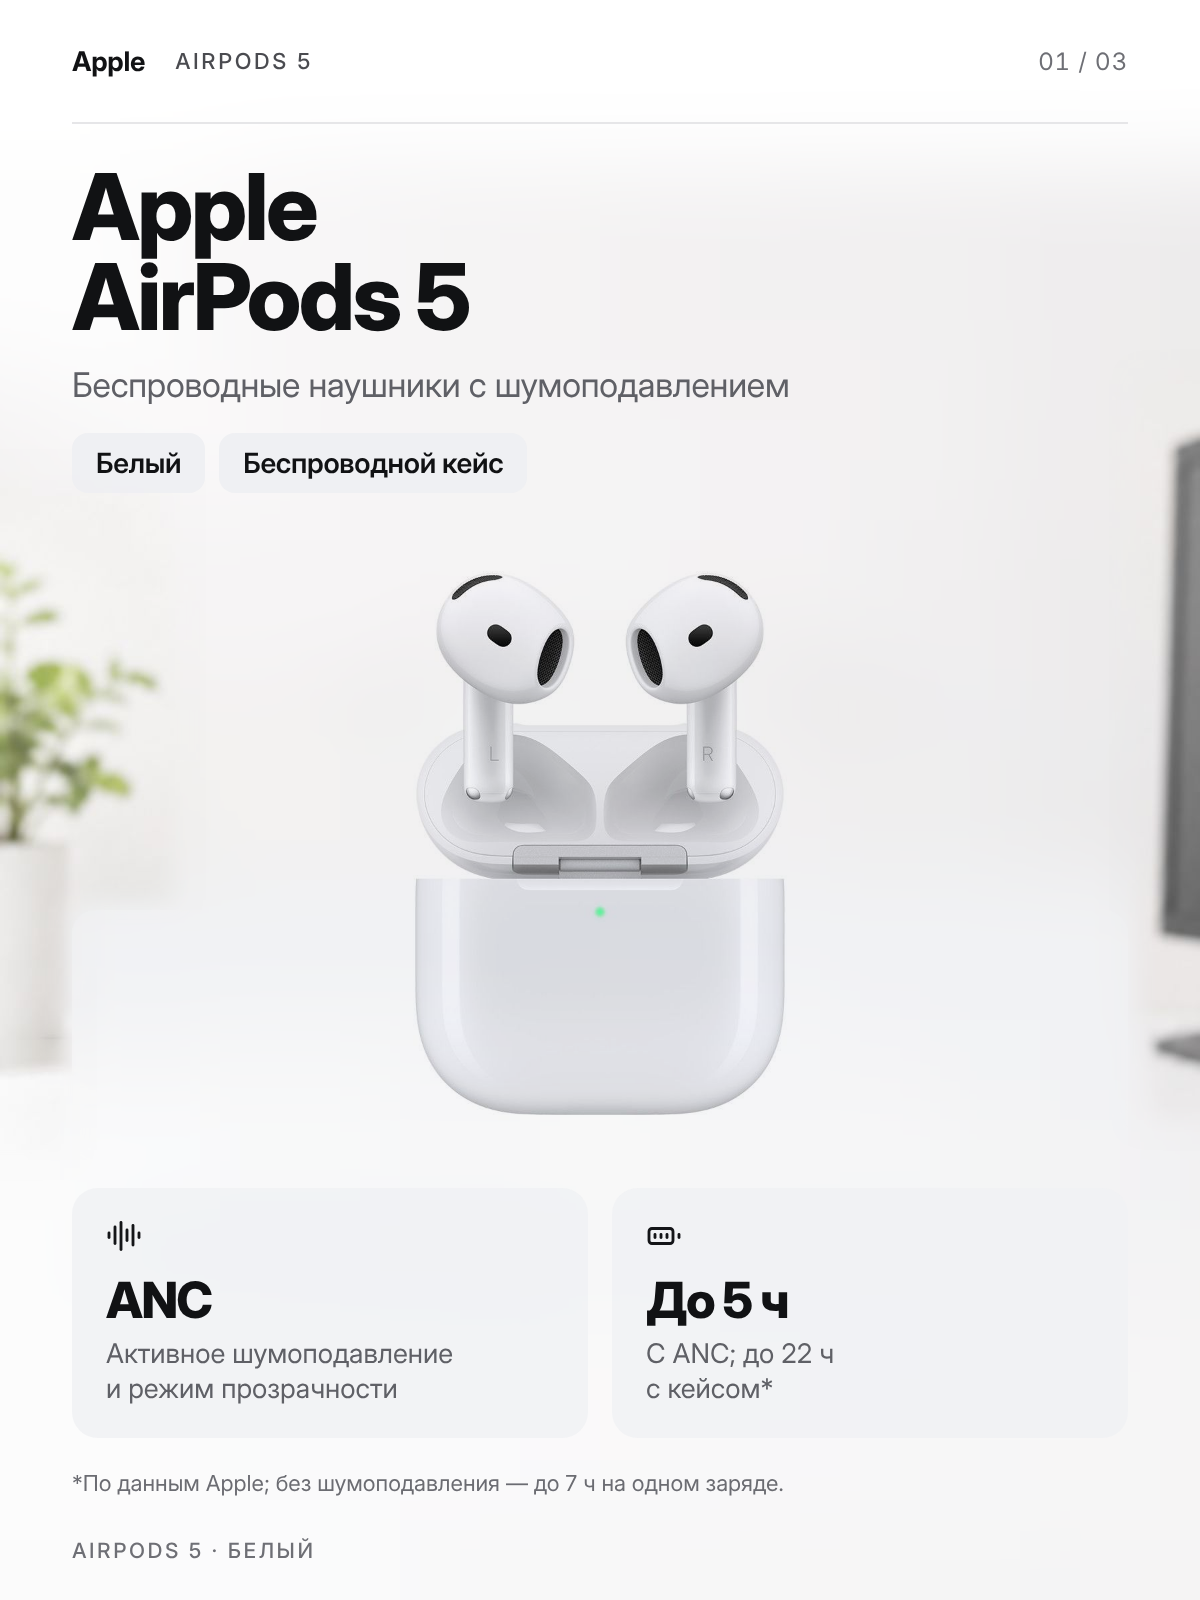 Apple AIRPODS 5 01 / 03
Apple
AirPods 5
Беспроводные наушники с шумоподавлением
Белый Беспроводной кейс
L R
ANC
Активное шумоподавление
и режим прозрачности
До 5 ч
С ANC; до 22 ч
с кейсом*
*По данным Apple; без шумоподавления — до 7 ч на одном заряде.
AIRPODS 5 · БЕЛЫЙ